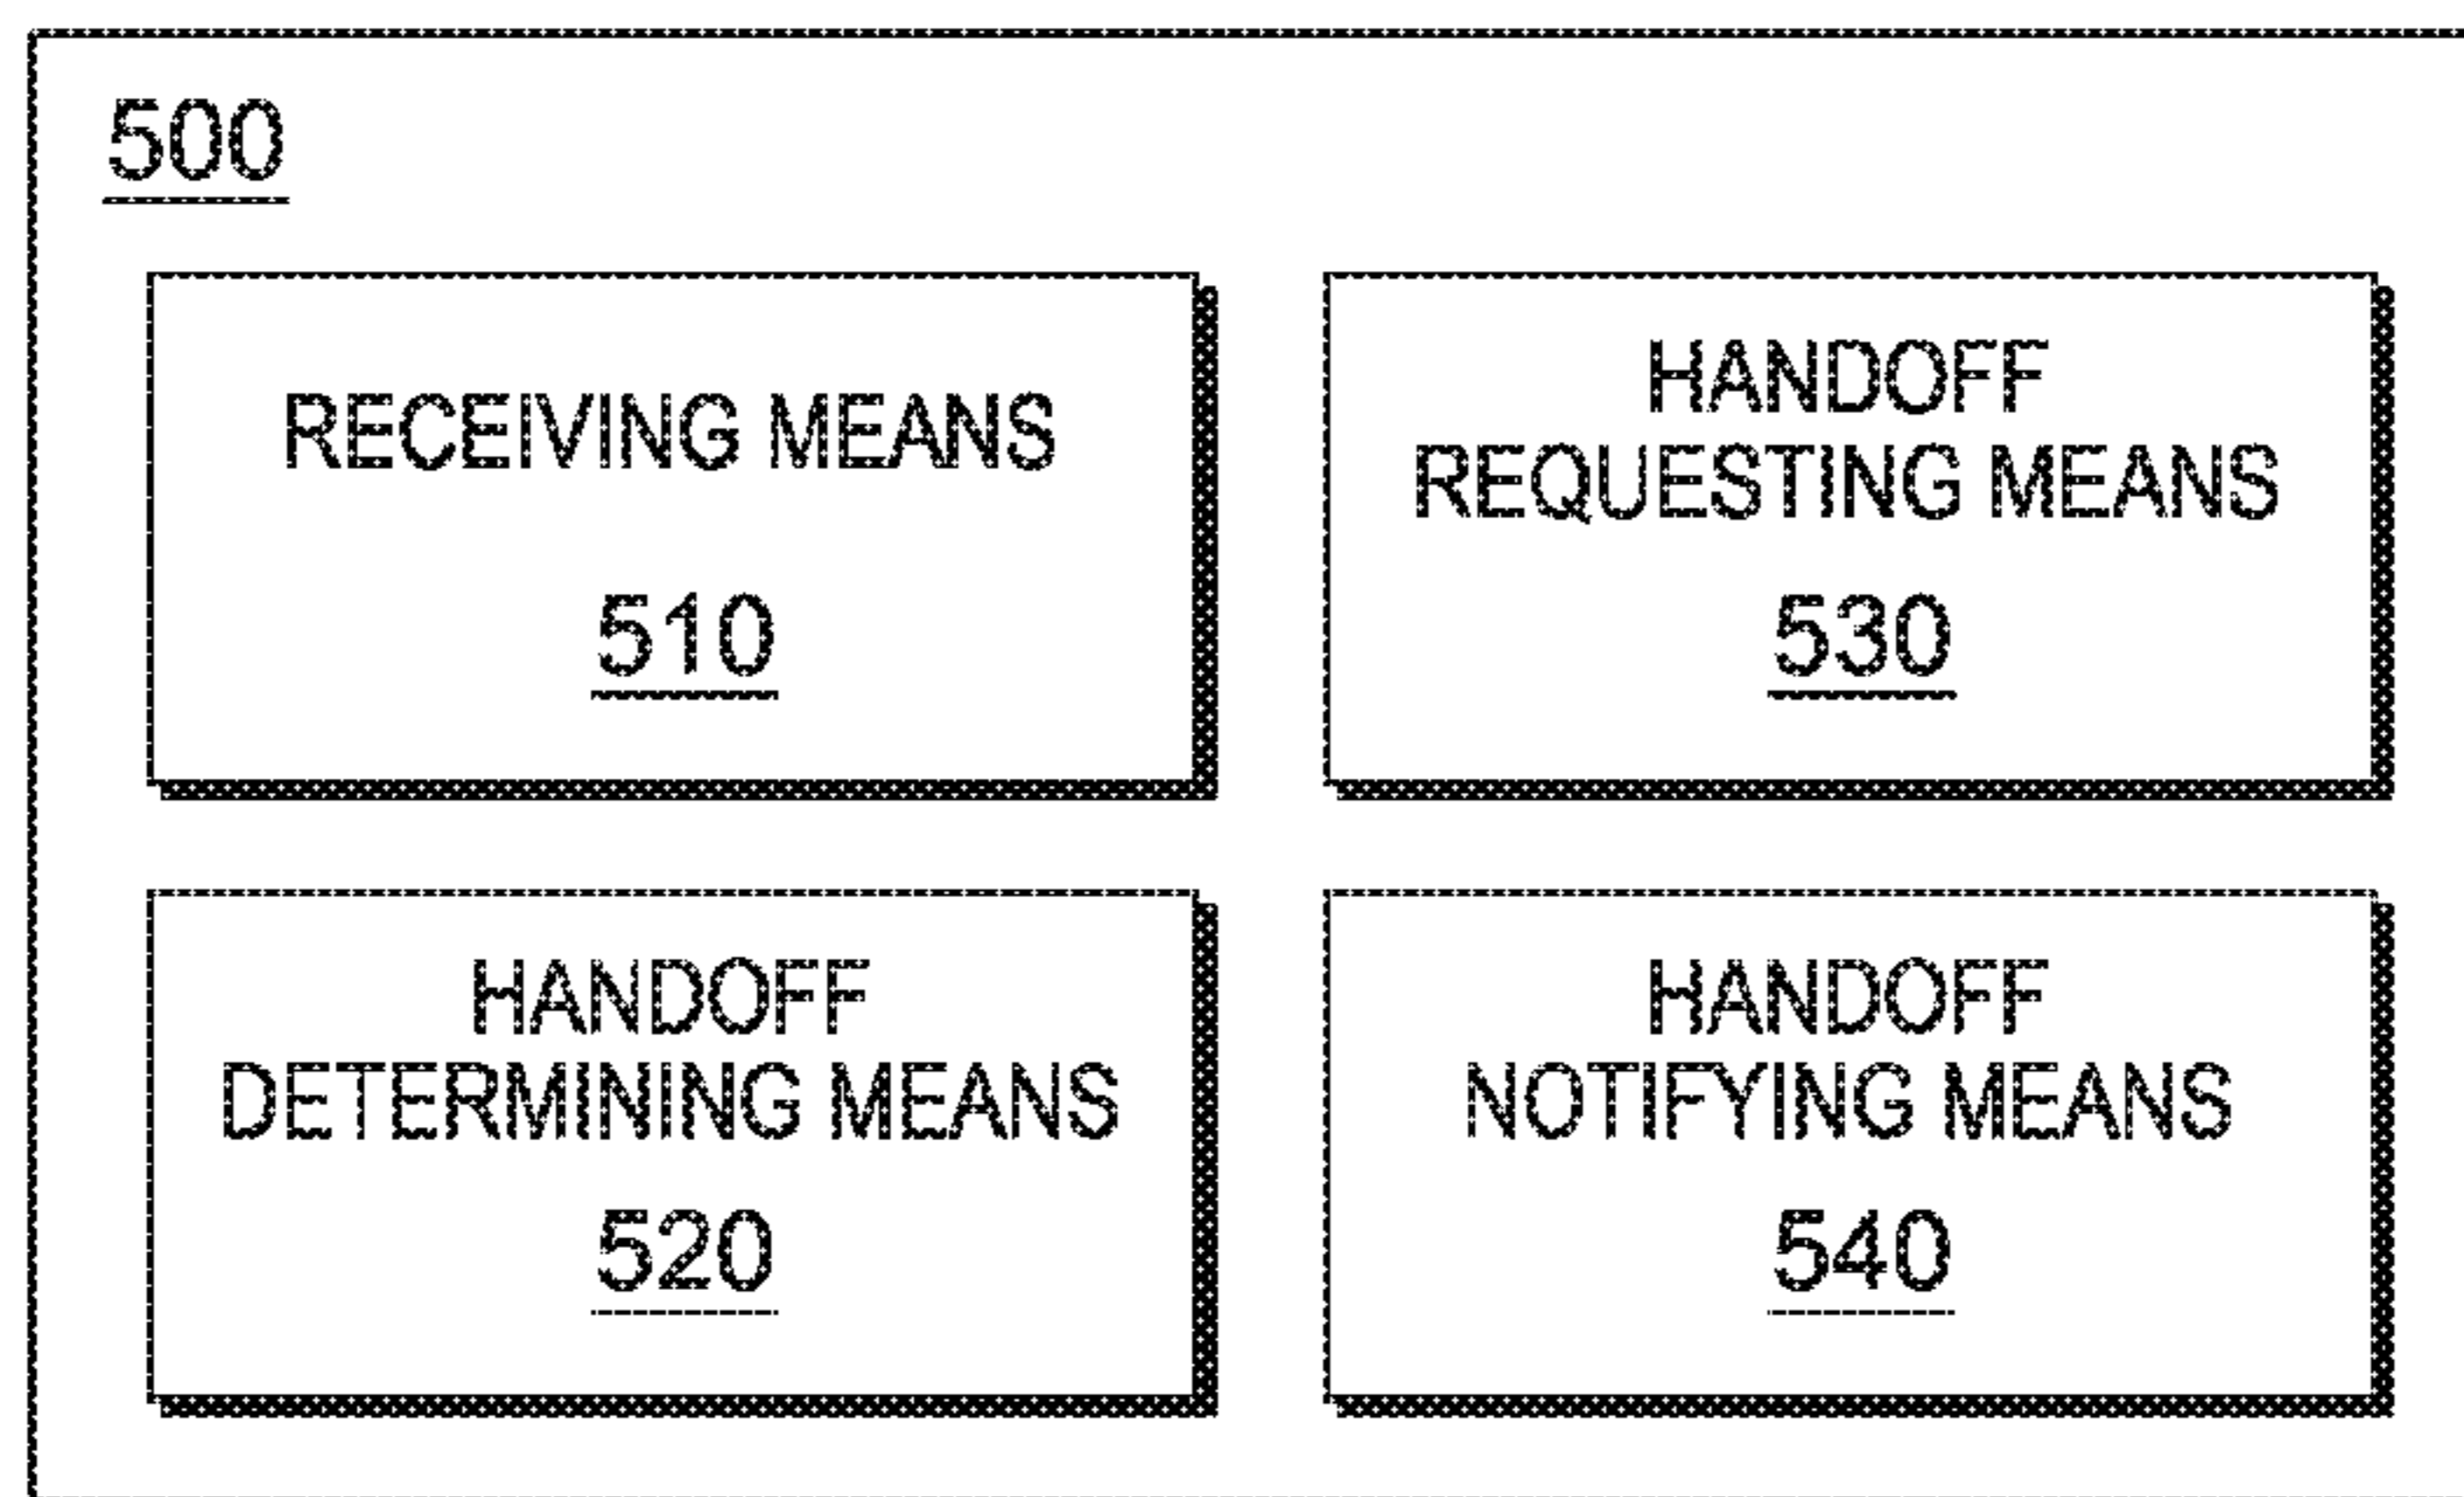 500
RECEIVING MEANS
510
HANDOFF
REQUESTING MEANS
530
HANDOFF
DETERMINING MEANS
520
HANDOFF
NOTIFYING MEANS
540